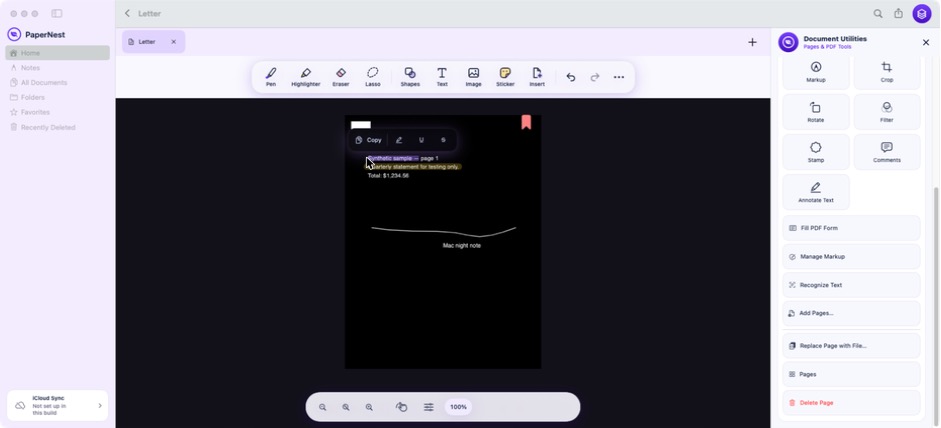 Letter
PaperNest
Home
Notes
All Documents
Folders
Favorites
Recently Deleted
iCloud Sync
Not set up in
this build
Letter
Pen
Highlighter
Eraser
Lasso
Shapes
Text
Image
Sticker
Insert
Copy
Synthetic sample — page 1
Quarterly statement for testing only.
Total: $1,234.56
Mac night note
100%
Document Utilities
Pages & PDF Tools
Markup
Crop
Rotate
Filter
Stamp
Comments
Annotate Text
Fill PDF Form
Manage Markup
Recognize Text
Add Pages...
Replace Page with File...
Pages
Delete Page